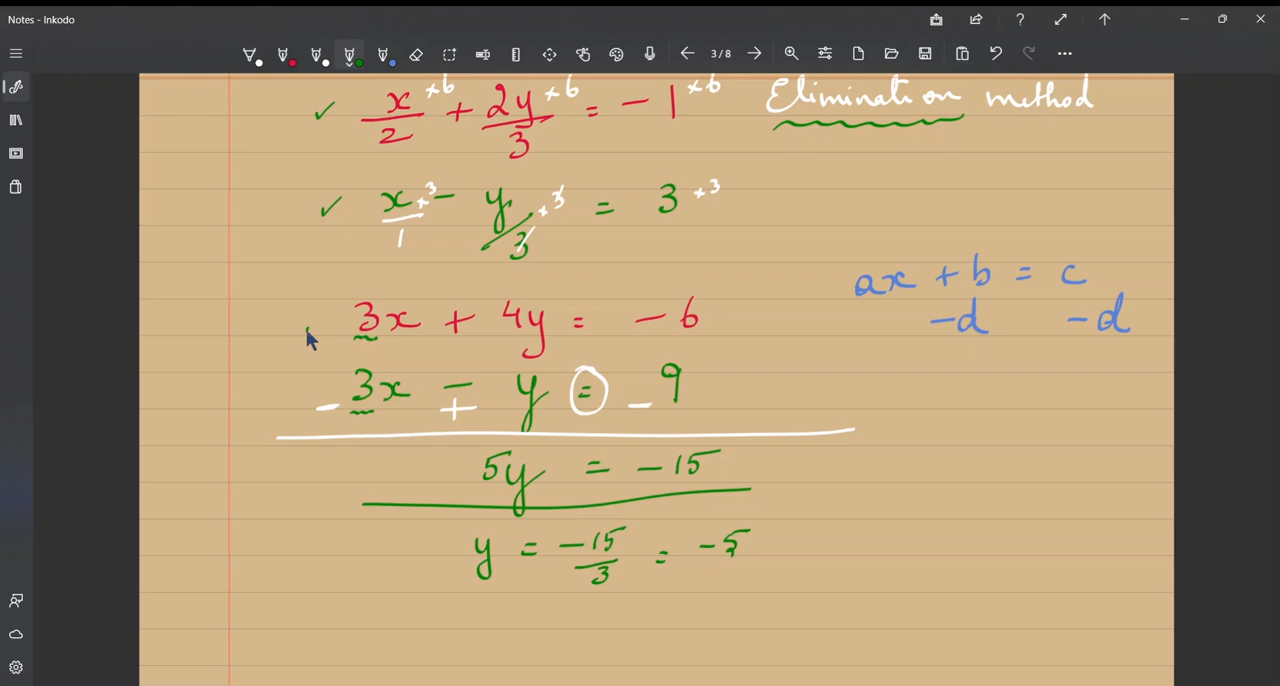 Notes - Inkodo
3/8
x/2 ×6 + 2y/3 ×6 = -1 ×6 Elimination method
✓ x/1 ×3 - y/3 ×3 = 3 ×3
ax + b = c
-d -d
3x + 4y = -6
3x - y = 9
- + -
5y = -15
y = -15/3 = -5